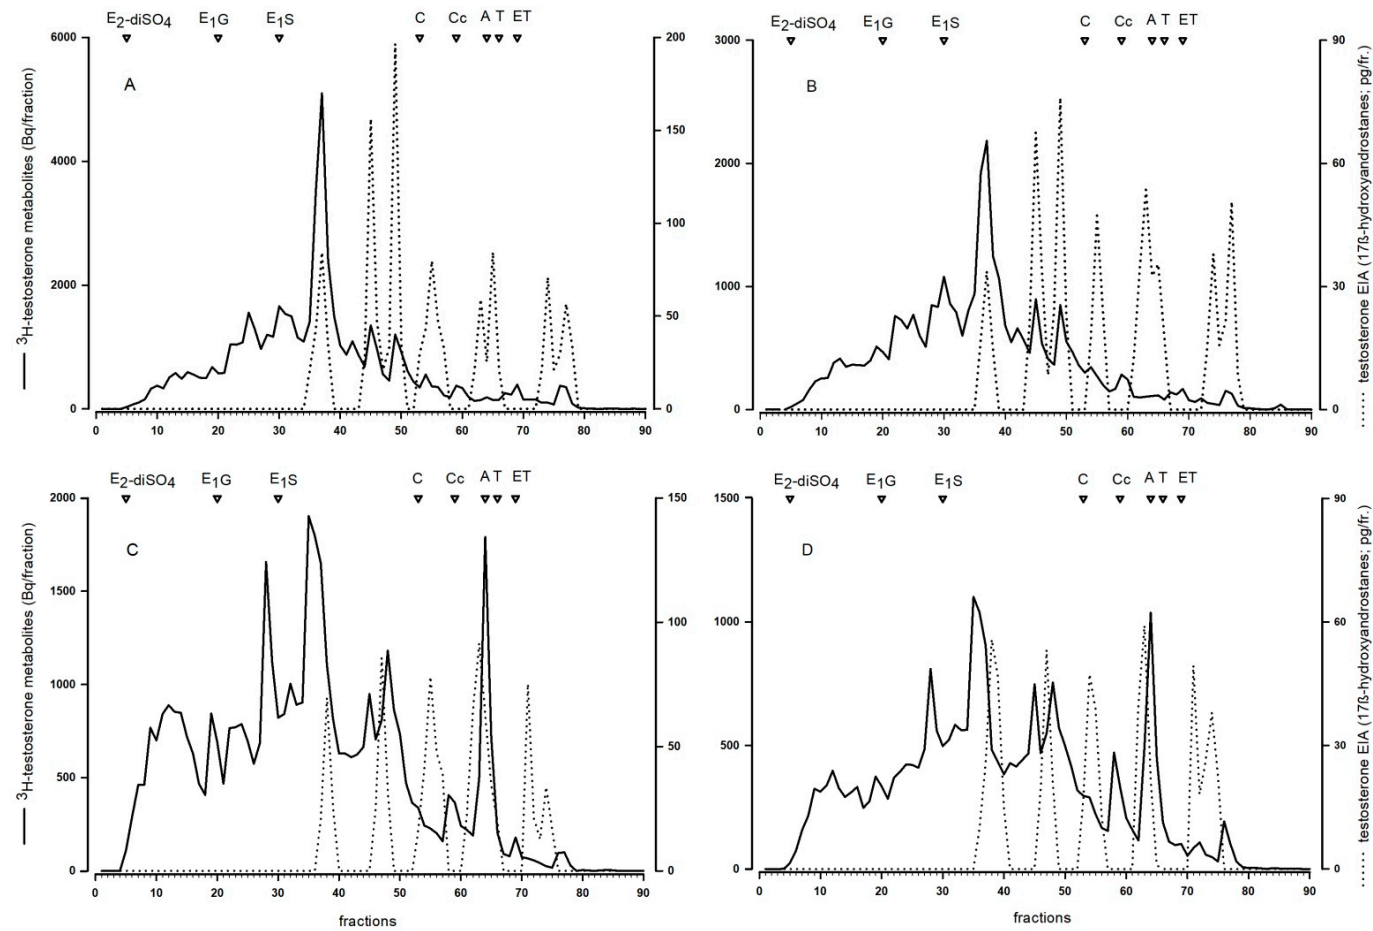 E2-diSO4 E1G E1S C Cc A T ET
6000 200
A
150
4000
100
2000
50
0 0
0 10 20 30 40 50 60 70 80 90
3H-testosterone metabolites (Bq/fraction)
E2-diSO4 E1G E1S C Cc A T ET
3000 90
B
2000 60
1000 30
0 0
0 10 20 30 40 50 60 70 80 90
testosterone EIA (17ß-hydroxyandrostanes; pg/fr.)
E2-diSO4 E1G E1S C Cc A T ET
2000 150
C
1500
100
1000
50
500
0 0
0 10 20 30 40 50 60 70 80 90
fractions
3H-testosterone metabolites (Bq/fraction)
E2-diSO4 E1G E1S C Cc A T ET
1500 90
D
1000 60
500 30
0 0
0 10 20 30 40 50 60 70 80 90
fractions
testosterone EIA (17ß-hydroxyandrostanes; pg/fr.)